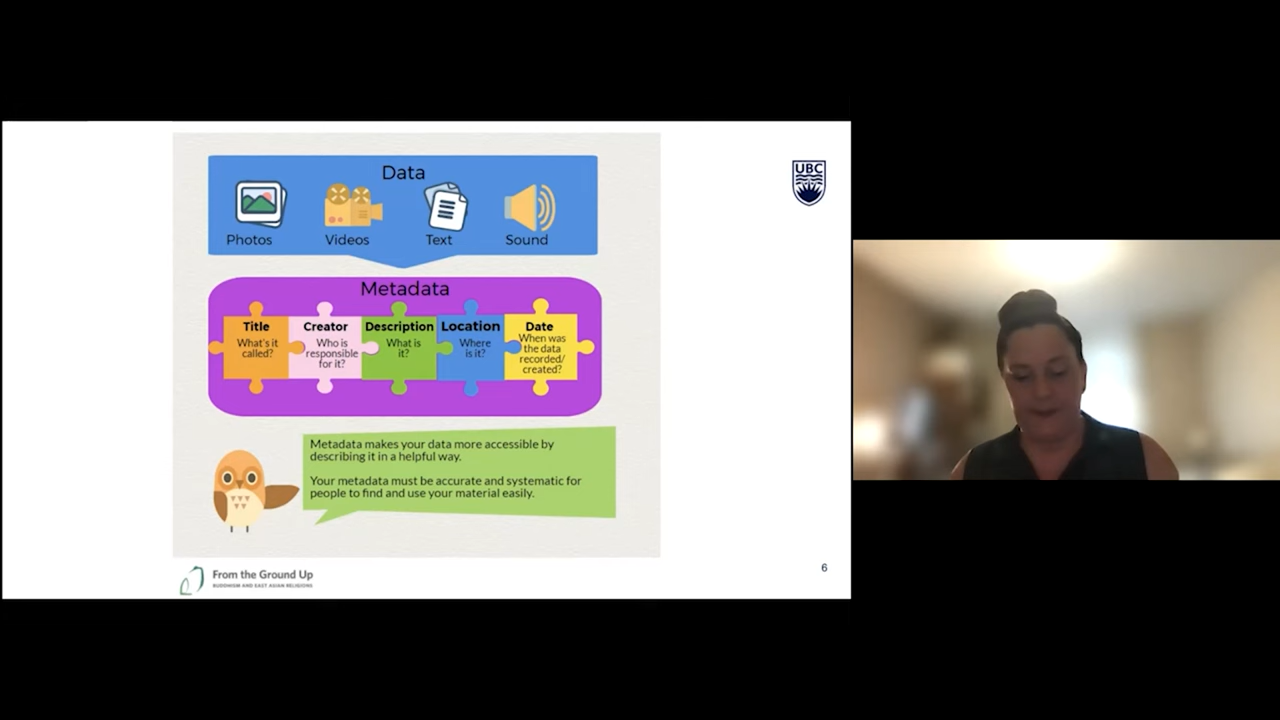 Data
UBC
Photos Videos Text Sound
Metadata
Title
What's it
called?
Creator
Who is
responsible
for it?
Description
What is
it?
Location
Where
is it?
Date
When was
the data
recorded/
created?
Metadata makes your data more accessible by
describing it in a helpful way.
Your metadata must be accurate and systematic for
people to find and use your material easily.
6
From the Ground Up
BUDDHISM AND EAST ASIAN RELIGIONS